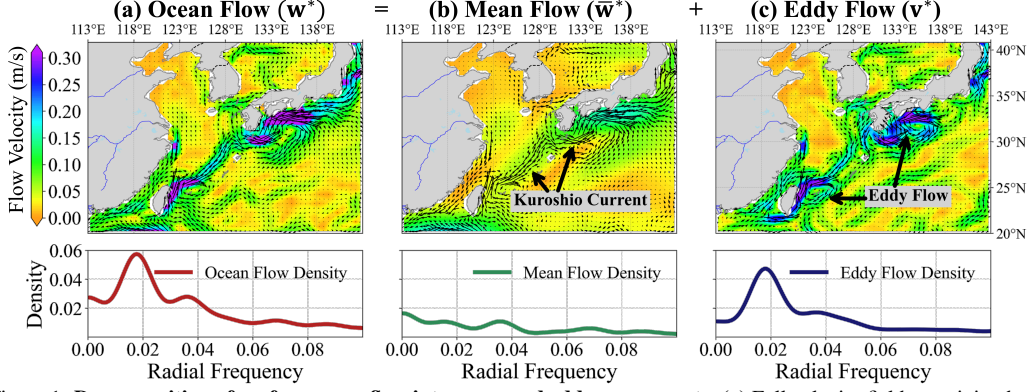 (a) Ocean Flow (w*) = (b) Mean Flow (w̄*) + (c) Eddy Flow (v*)
113°E 118°E 123°E 128°E 133°E 138°E 113°E 118°E 123°E 128°E 133°E 138°E 113°E 118°E 123°E 128°E 133°E 138°E 143°E
Flow Velocity (m/s)
0.30
0.25
0.20
0.15
0.10
0.05
0.00
Kuroshio Current
Eddy Flow
40°N
35°N
30°N
25°N
20°N
Density
0.06
0.04
0.02
Ocean Flow Density
Mean Flow Density
Eddy Flow Density
0.00 0.02 0.04 0.06 0.08 0.00 0.02 0.04 0.06 0.08 0.00 0.02 0.04 0.06 0.08
Radial Frequency Radial Frequency Radial Frequency